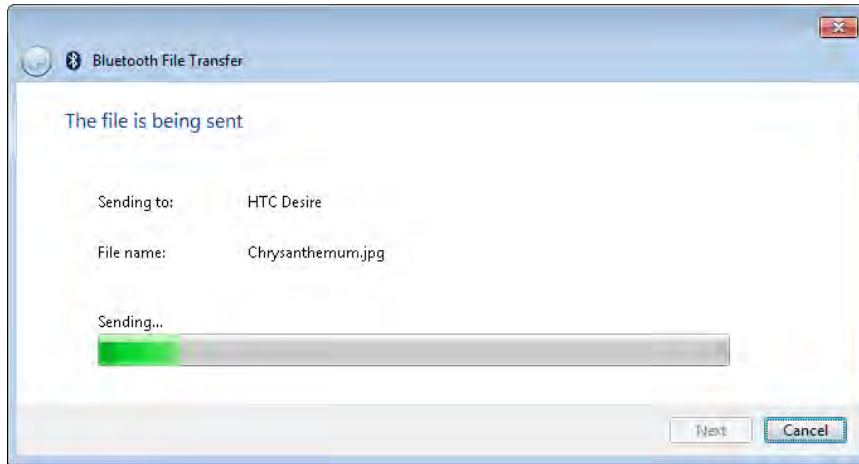 Bluetooth File Transfer
The file is being sent
Sending to: HTC Desire
File name: Chrysanthemum.jpg
Sending...
Next Cancel